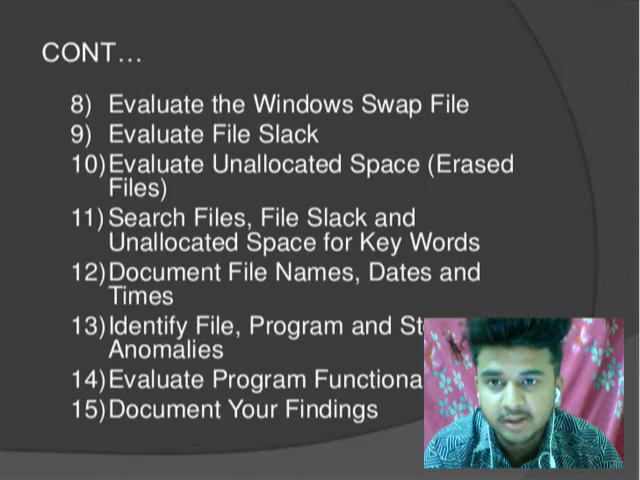 CONT...
8) Evaluate the Windows Swap File
9) Evaluate File Slack
10) Evaluate Unallocated Space (Erased
Files)
11) Search Files, File Slack and
Unallocated Space for Key Words
12) Document File Names, Dates and
Times
13) Identify File, Program and
Anomalies
14) Evaluate Program
15) Document Your Findings